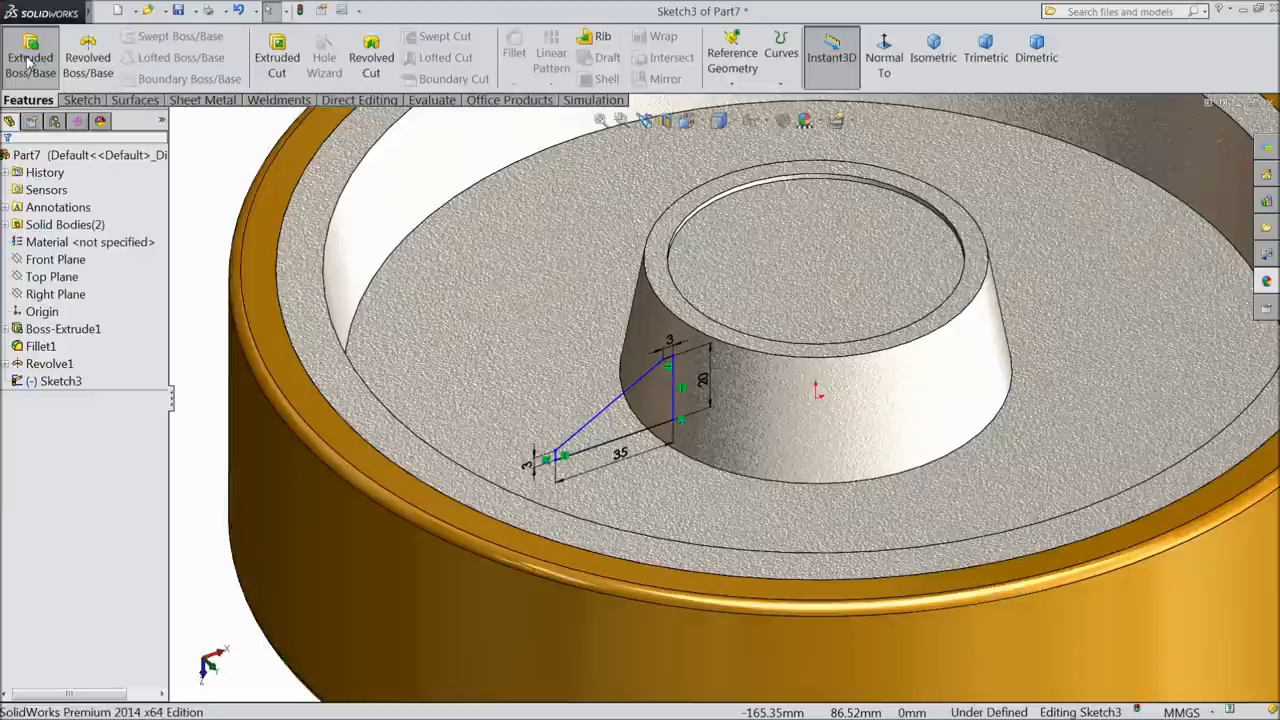 SOLIDWORKS
Sketch3 of Part7 *
Search files and models
Extruded Boss/Base
Revolved Boss/Base
Swept Boss/Base
Lofted Boss/Base
Boundary Boss/Base
Extruded Cut
Hole Wizard
Revolved Cut
Swept Cut
Lofted Cut
Boundary Cut
Fillet
Linear Pattern
Rib
Draft
Shell
Wrap
Intersect
Mirror
Reference Geometry
Curves
Instant3D
Normal To
Isometric
Trimetric
Dimetric
Features Sketch Surfaces Sheet Metal Weldments Direct Editing Evaluate Office Products Simulation
Part7 (Default<<Default>_Di
History
Sensors
Annotations
Solid Bodies(2)
Material <not specified>
Front Plane
Top Plane
Right Plane
Origin
Boss-Extrude1
Fillet1
Revolve1
(-) Sketch3
3
20
35
3
X
Y
Z
SolidWorks Premium 2014 x64 Edition
-165.35mm 86.52mm 0mm Under Defined Editing Sketch3 MMGS